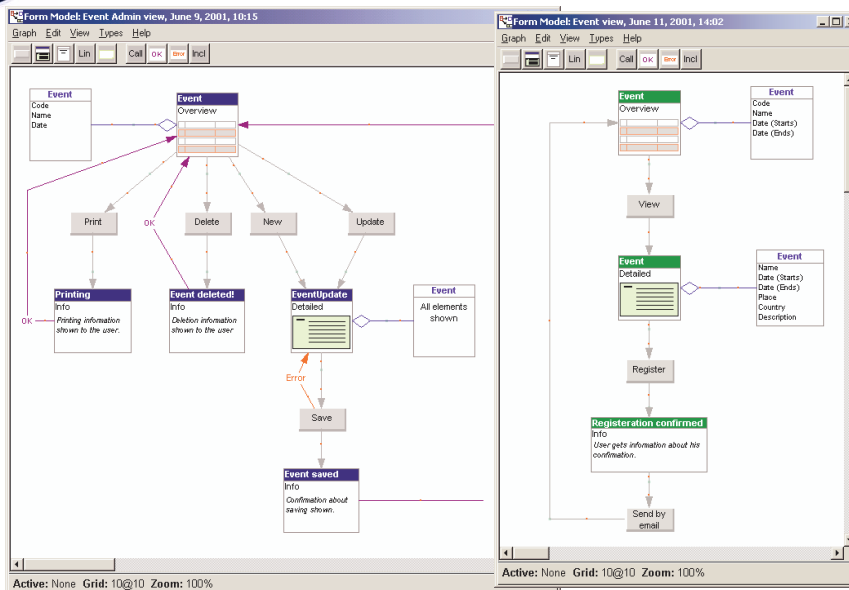 Form Model: Event Admin view, June 9, 2001, 10:15
Graph Edit View Types Help
Lin Call OK Error Incl
Event
Code
Name
Date
Event
Overview
Print
Delete
New
Update
OK
Printing
Info
Printing information
shown to the user.
OK
Event deleted!
Info
Deletion information
shown to the user
EventUpdate
Detailed
Event
All elements
shown
Error
Save
Event saved
Info
Confirmation about
saving shown.
Active: None Grid: 10@10 Zoom: 100%
Form Model: Event view, June 11, 2001, 14:02
Graph Edit View Types Help
Lin Call OK Error Incl
Event
Overview
Event
Code
Name
Date (Starts)
Date (Ends)
View
Event
Detailed
Event
Name
Date (Starts)
Date (Ends)
Place
Country
Description
Register
Registeration confirmed
Info
User gets information about his
confirmation.
Send by
email
Active: None Grid: 10@10 Zoom: 100%